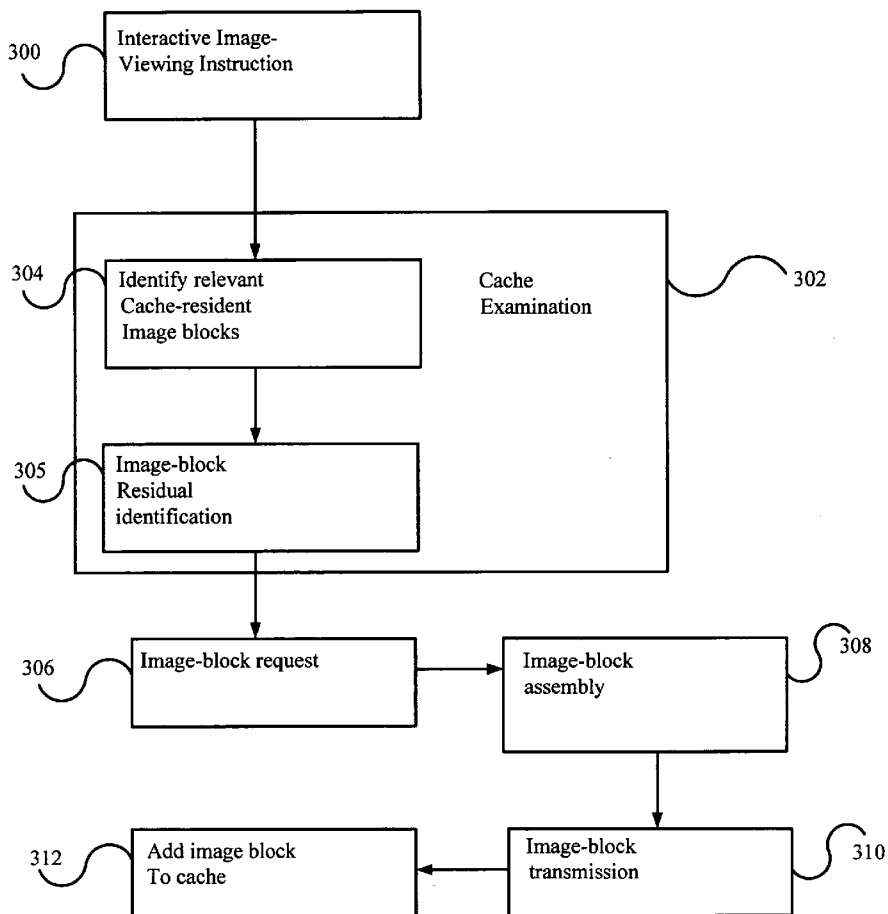 300
Interactive Image-
Viewing Instruction
304
Identify relevant
Cache-resident
Image blocks
Cache
Examination
302
305
Image-block
Residual
identification
306
Image-block request
Image-block
assembly
308
312
Add image block
To cache
Image-block
transmission
310